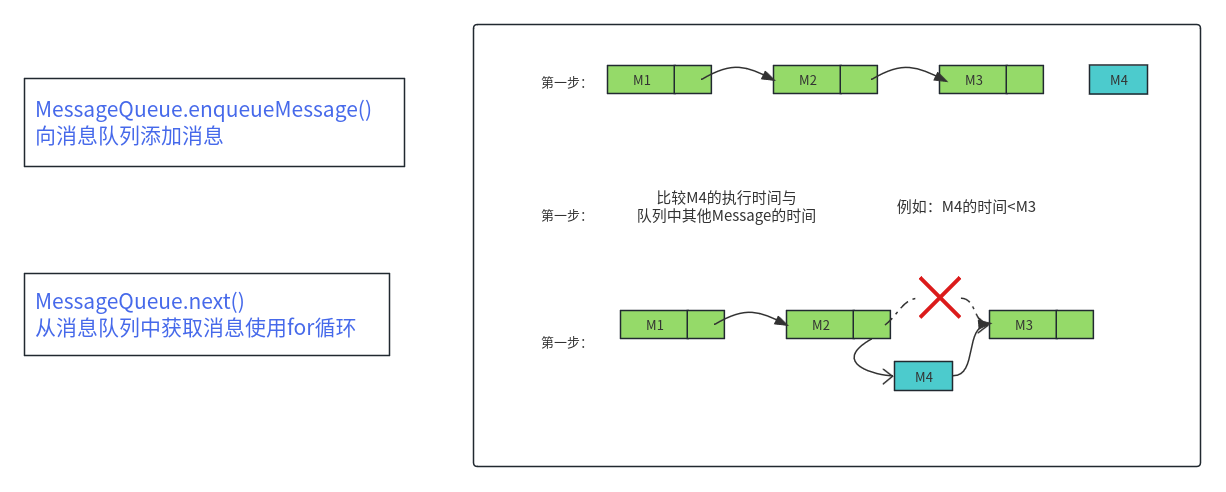 MessageQueue.enqueueMessage()
向消息队列添加消息
MessageQueue.next()
从消息队列中获取消息使用for循环
第一步：
M1
M2
M3
M4
第一步：
比较M4的执行时间与
队列中其他Message的时间
例如：M4的时间<M3
第一步：
M1
M2
M3
M4